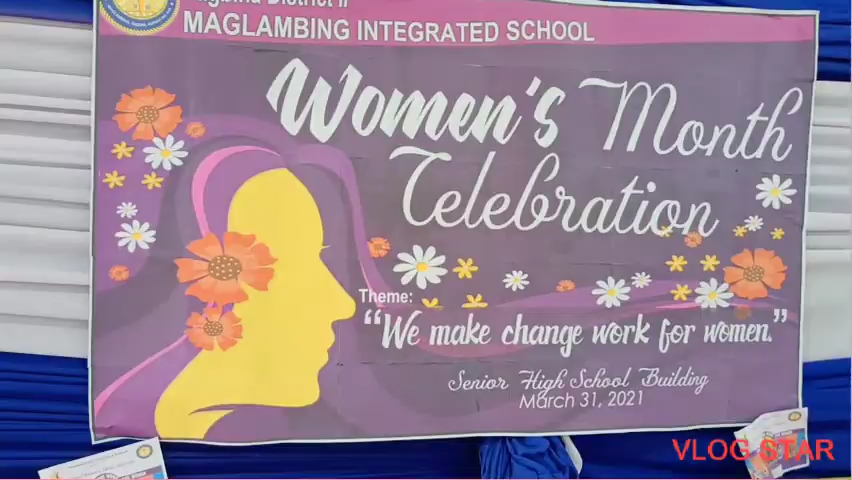 District II
MAGLAMBING INTEGRATED SCHOOL
Women's Month
Celebration
Theme:
"We make change work for women."
Senior High School Building
March 31, 2021
VLOG STAR